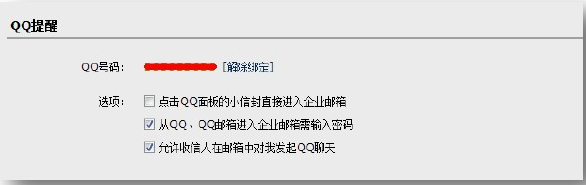 QQ提醒
QQ号码： [解除绑定]
选项： 点击QQ面板的小信封直接进入企业邮箱
从QQ、QQ邮箱进入企业邮箱需输入密码
允许收信人在邮箱中对我发起QQ聊天